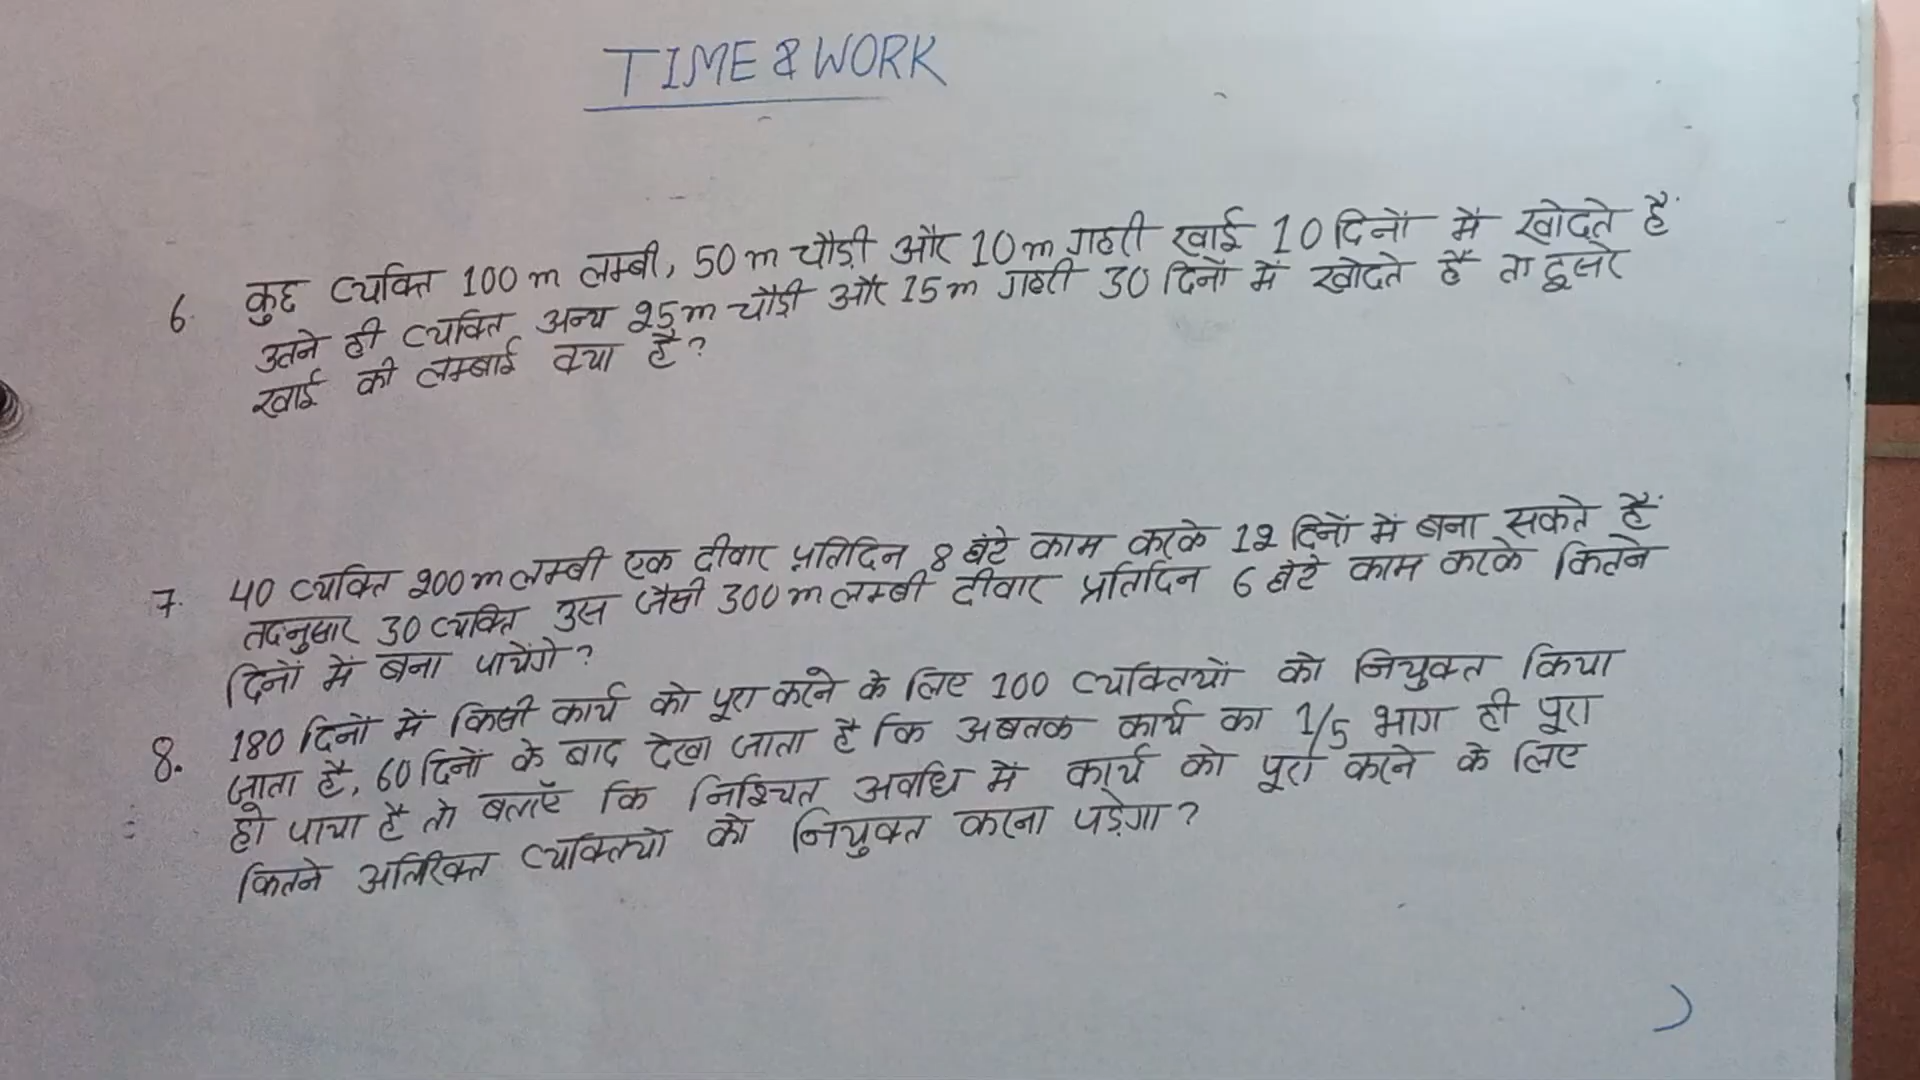 TIME & WORK
6. कुछ व्यक्ति 100 m लम्बी, 50 m चौड़ी और 10 m गहरी खाई 10 दिनों में खोदते हैं
उतने ही व्यक्ति अन्य 25 m चौड़ी और 15 m गहरी 30 दिनों में खोदते हैं तो दूसरे
खाई की लम्बाई क्या है?
7. 40 व्यक्ति 200 m लम्बी एक दीवार प्रतिदिन 8 घंटे काम करके 12 दिनों में बना सकते हैं
तदनुसार 30 व्यक्ति उस जैसी 300 m लम्बी दीवार प्रतिदिन 6 घंटे काम करके कितने
दिनों में बना पायेंगे?
8. 180 दिनों में किसी कार्य को पूरा करने के लिए 100 व्यक्तियों को नियुक्त किया
जाता है, 60 दिनों के बाद देखा जाता है कि अबतक कार्य का 1/5 भाग ही पूरा
हो पाया है तो बताएँ कि निश्चित अवधि में कार्य को पूरा करने के लिए
कितने अतिरिक्त व्यक्तियो को नियुक्त करना पड़ेगा?